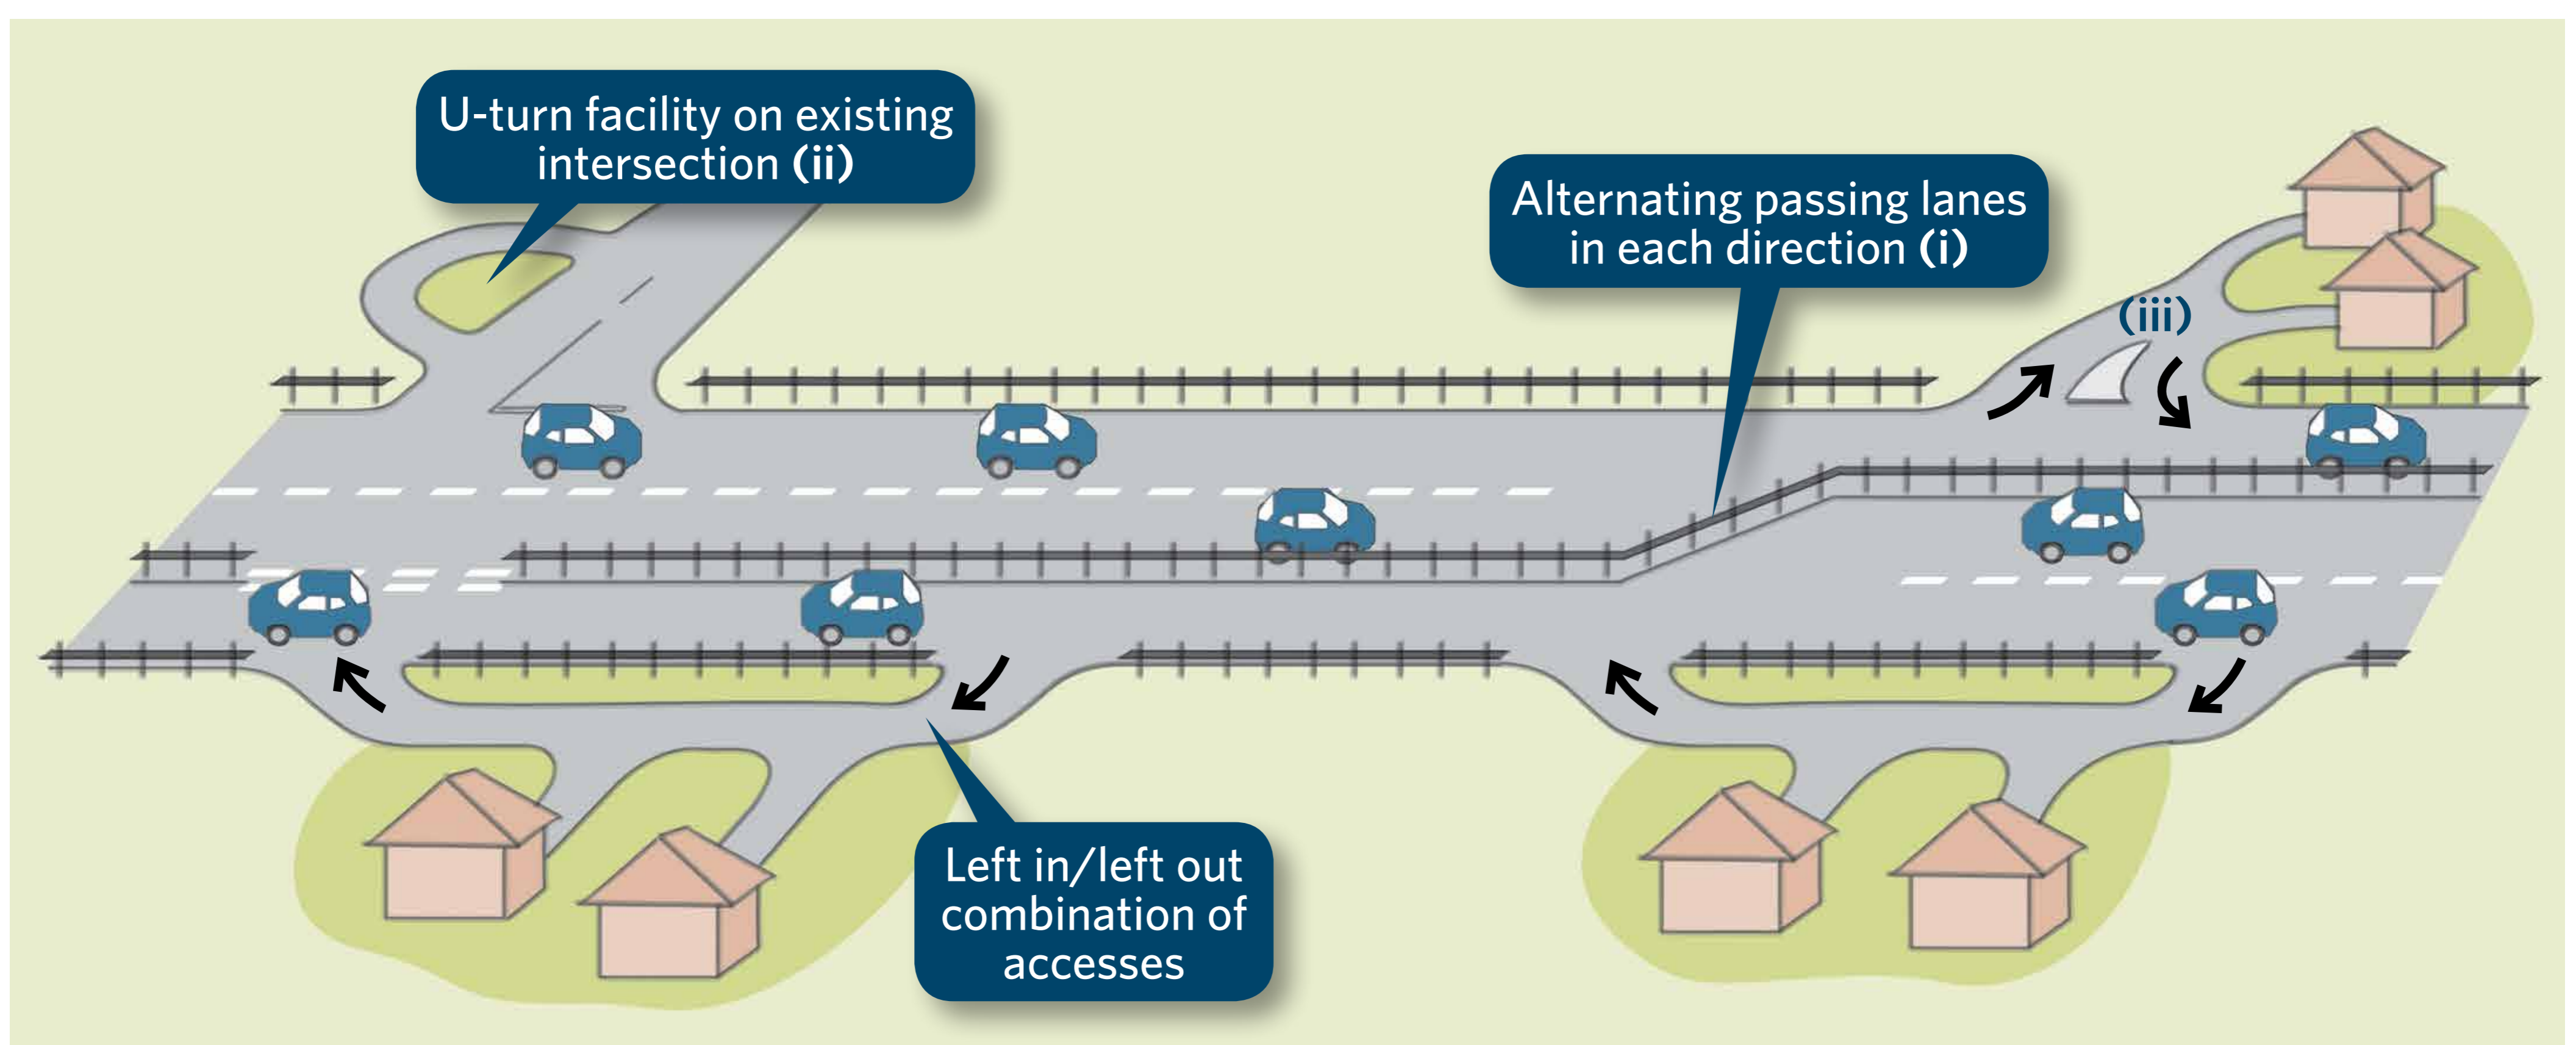 U-turn facility on existing
intersection (ii)
Alternating passing lanes
in each direction (i)
(iii)
Left in/left out
combination of
accesses